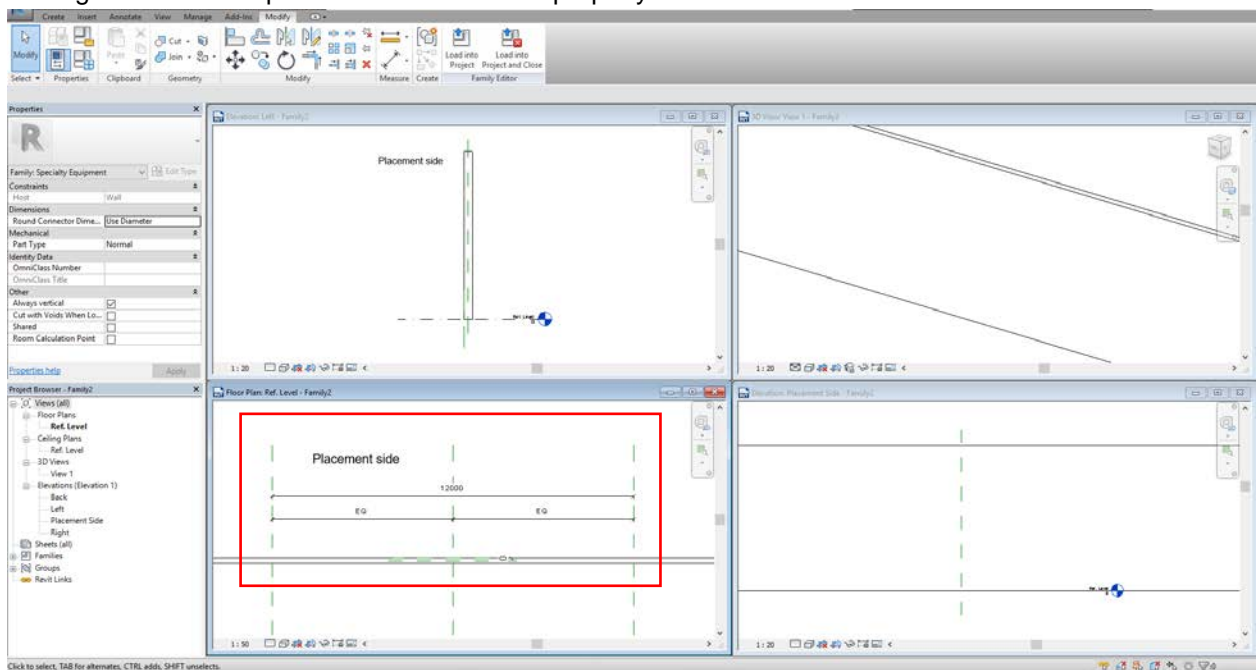 Create Insert Annotate View Manage Add-Ins Modify
Modify
Paste
Cut
Join
Load into Project
Load into Project and Close
Select Properties Clipboard Geometry Modify Measure Create Family Editor
Properties
Family: Specialty Equipment Edit Type
Constraints
Host Wall
Dimensions
Round Connector Dime... Use Diameter
Mechanical
Part Type Normal
Identity Data
OmniClass Number
OmniClass Title
Other
Always vertical
Cut with Voids When Lo...
Shared
Room Calculation Point
Properties help Apply
Project Browser - Family2
Views (all)
Floor Plans
Ref. Level
Ceiling Plans
Ref. Level
3D Views
View 1
Elevations (Elevation 1)
Back
Left
Placement Side
Right
Sheets (all)
Families
Groups
Revit Links
Elevation: Left - Family2
Placement side
Ref. Level
1:20
3D View: View 1 - Family2
1:20
Floor Plan: Ref. Level - Family2
Placement side
12000
EQ EQ
1:50
Elevation: Placement Side - Family2
Ref. Level
1:20
Click to select, TAB for alternates, CTRL adds, SHIFT unselects.